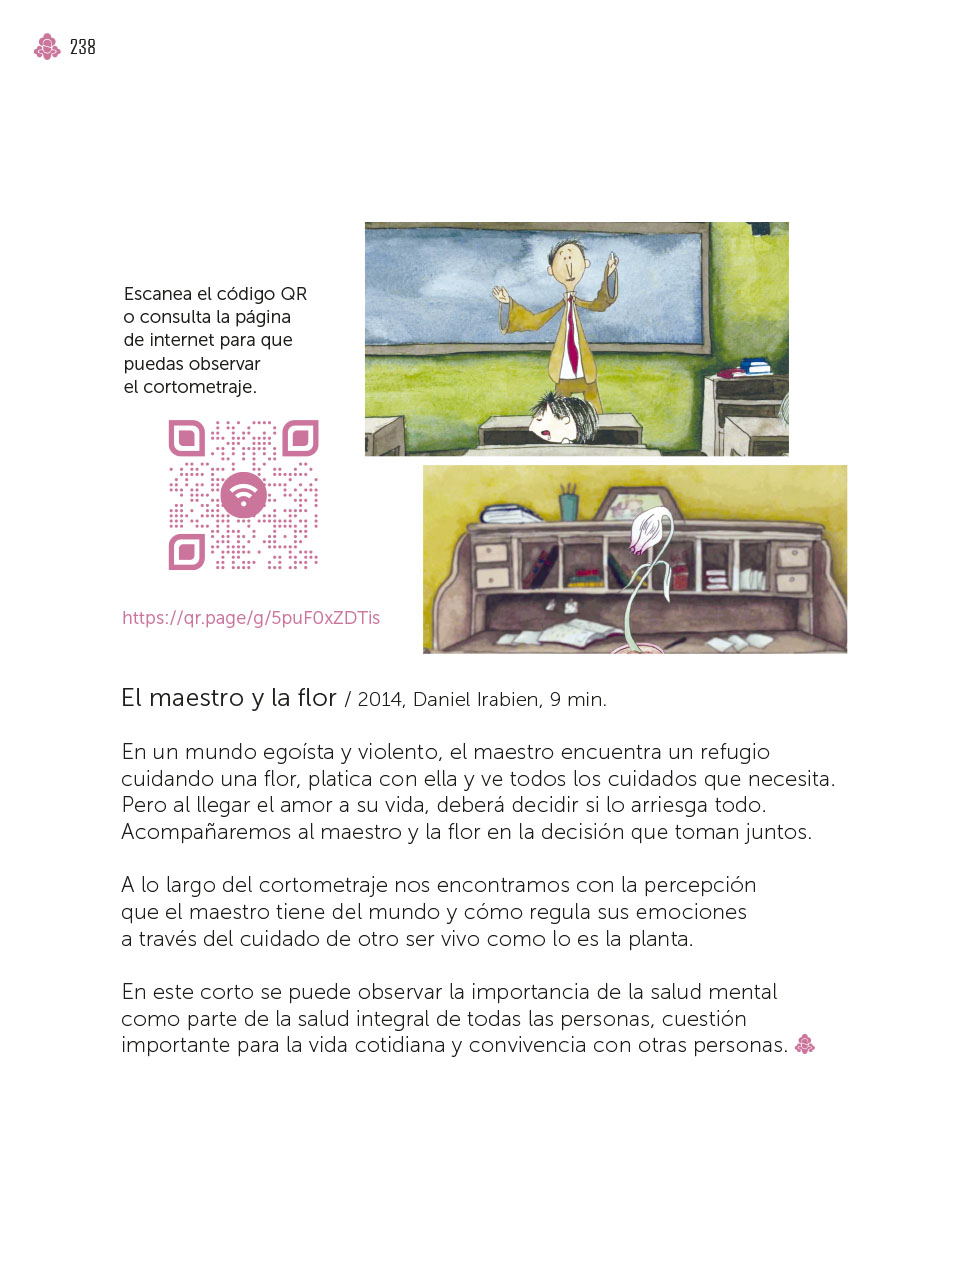 238
Escanea el código QR
o consulta la página
de internet para que
puedas observar
el cortometraje.
https://qr.page/g/5puF0xZDTis
El maestro y la flor / 2014, Daniel Irabien, 9 min.
En un mundo egoísta y violento, el maestro encuentra un refugio
cuidando una flor, platica con ella y ve todos los cuidados que necesita.
Pero al llegar el amor a su vida, deberá decidir si lo arriesga todo.
Acompañaremos al maestro y la flor en la decisión que toman juntos.
A lo largo del cortometraje nos encontramos con la percepción
que el maestro tiene del mundo y cómo regula sus emociones
a través del cuidado de otro ser vivo como lo es la planta.
En este corto se puede observar la importancia de la salud mental
como parte de la salud integral de todas las personas, cuestión
importante para la vida cotidiana y convivencia con otras personas.